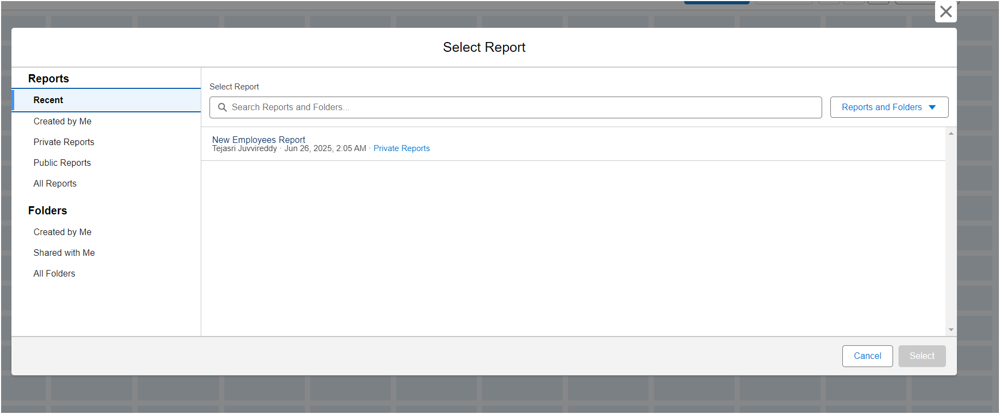 Select Report
Reports
Recent
Created by Me
Private Reports
Public Reports
All Reports
Folders
Created by Me
Shared with Me
All Folders
Select Report
Search Reports and Folders...
Reports and Folders
New Employees Report
Tejasri Juvvireddy · Jun 26, 2025, 2:05 AM · Private Reports
Cancel
Select